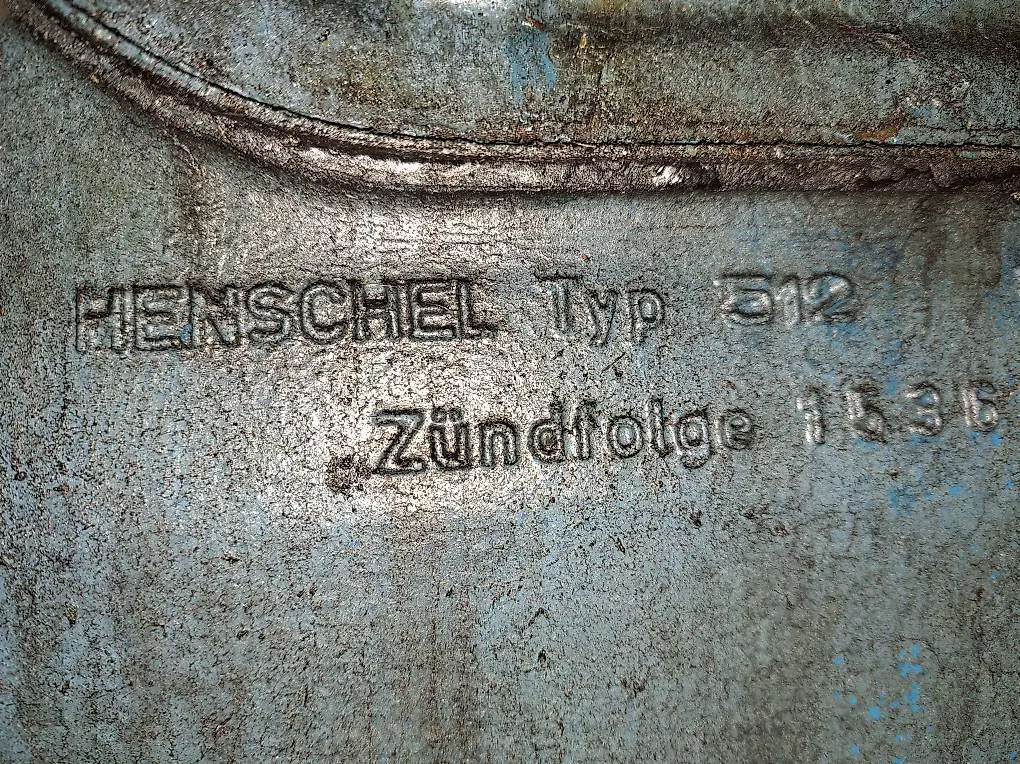 HENSCHEL Typ 512
Zündfolge 1536